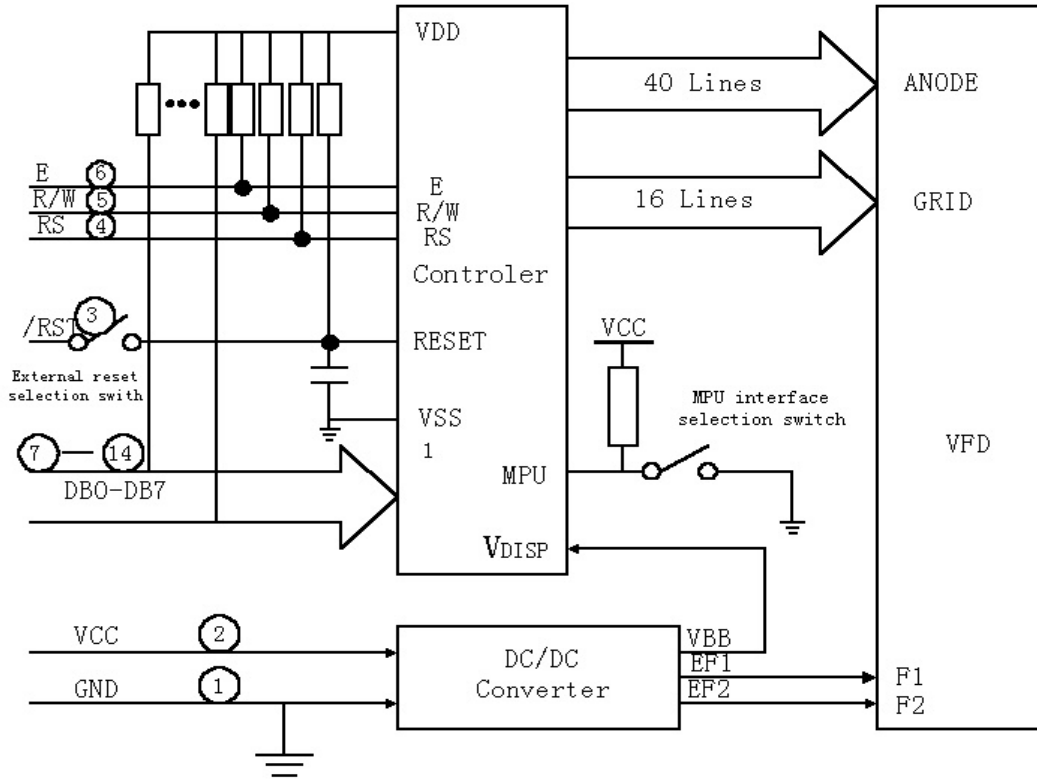 VDD
40 Lines
ANODE
E
6
E
R/W
5
R/W
16 Lines
GRID
RS
4
RS
Controler
3
/RST
RESET
VCC
External reset
selection swith
MPU interface
selection switch
VSS
1
7
14
VFD
DB0-DB7
MPU
VDISP
VCC
2
DC/DC
Converter
VBB
EF1
F1
GND
1
EF2
F2